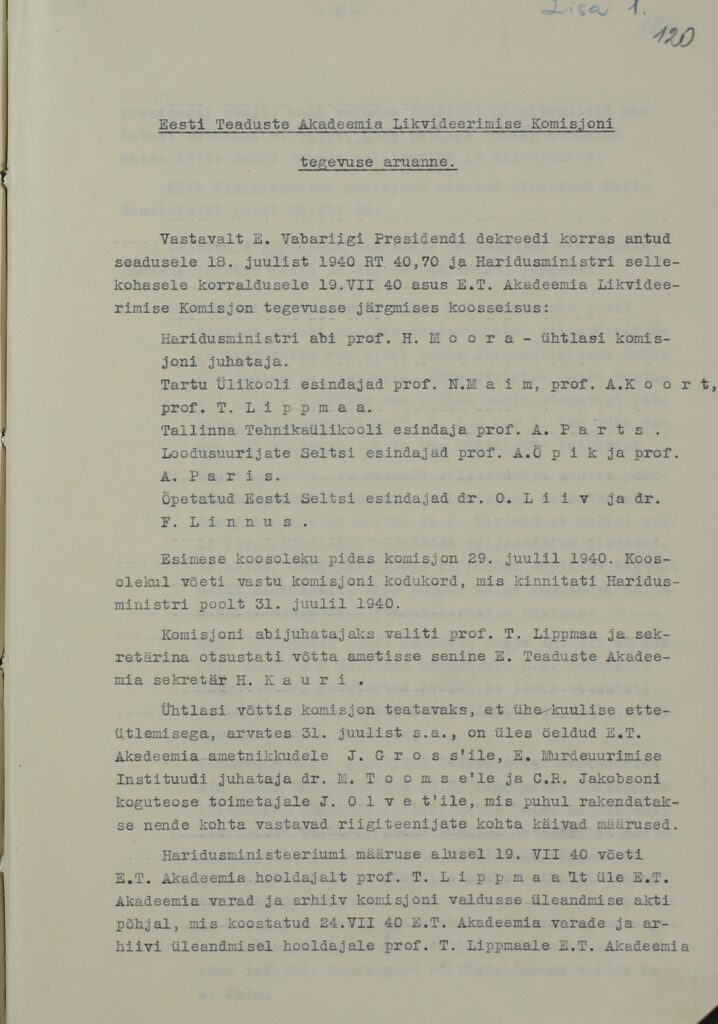 Lisa 1.
120
Eesti Teaduste Akadeemia Likvideerimise Komisjoni
tegevuse aruanne.
Vastavalt E. Vabariigi Presidendi dekreedi korras antud
seadusele 18. juulist 1940 RT 40,70 ja Haridusministriselle-
kohasele korraldusele 19.VII 40 asus E.T. Akadeemia Likvidee-
rimise Komisjon tegevusse järgmises koosseisus:
Haridusministri abi prof. H. M o o r a - ühtlasi komis-
joni juhataja.
Tartu Ülikooli esindajad prof. N.M a i m, prof. A.K o o r t,
prof. T. L i p p m a a.
Tallinna Tehnikaülikooli esindaja prof. A. P a r t s .
Loodusuurijate Seltsi esindajad prof. A.Ö p i k ja prof.
A. P a r i s.
Õpetatud Eesti Seltsi esindajad dr. O. L i i v ja dr.
F. L i n n u s .
Esimese koosoleku pidas komisjon 29. juulil 1940. Koos-
olekul võeti vastu komisjoni kodukord, mis kinnitati Haridus-
ministri poolt 31. juulil 1940.
Komisjoni abijuhatajaks valiti prof. T. Lippmaa ja sek-
retärina otsustati võtta ametisse senine E. Teaduste Akadee-
mia sekretär H. K a u r i .
Ühtlasi võttis komisjon teatavaks, et ühe kuulise ette-
ütlemisega, arvates 31. juulist s.a., on üles öeldud E.T.
Akadeemia ametnikkudele J. G r o s s'ile, E. Murdeuurimise
Instituudi juhataja dr. M. T o o m s e'le ja C.R. Jakobsoni
koguteose toimetajale J. O l v e t'ile, mis puhul rakendatak-
se nende kohta vastavad riigiteenijate kohta käivad määrused.
Haridusministeeriumi määruse alusel 19. VII 40 võeti
E.T. Akadeemia hooldajalt prof. T. L i p p m a a lt üle E.T.
Akadeemia varad ja arhiiv komisjoni valdusse üleandmise akti
põhjal, mis koostatud 24.VII 40 E.T. Akadeemia varade ja ar-
hiivi üleandmisel hooldajale prof. T. Lippmaale E.T. Akadeemia